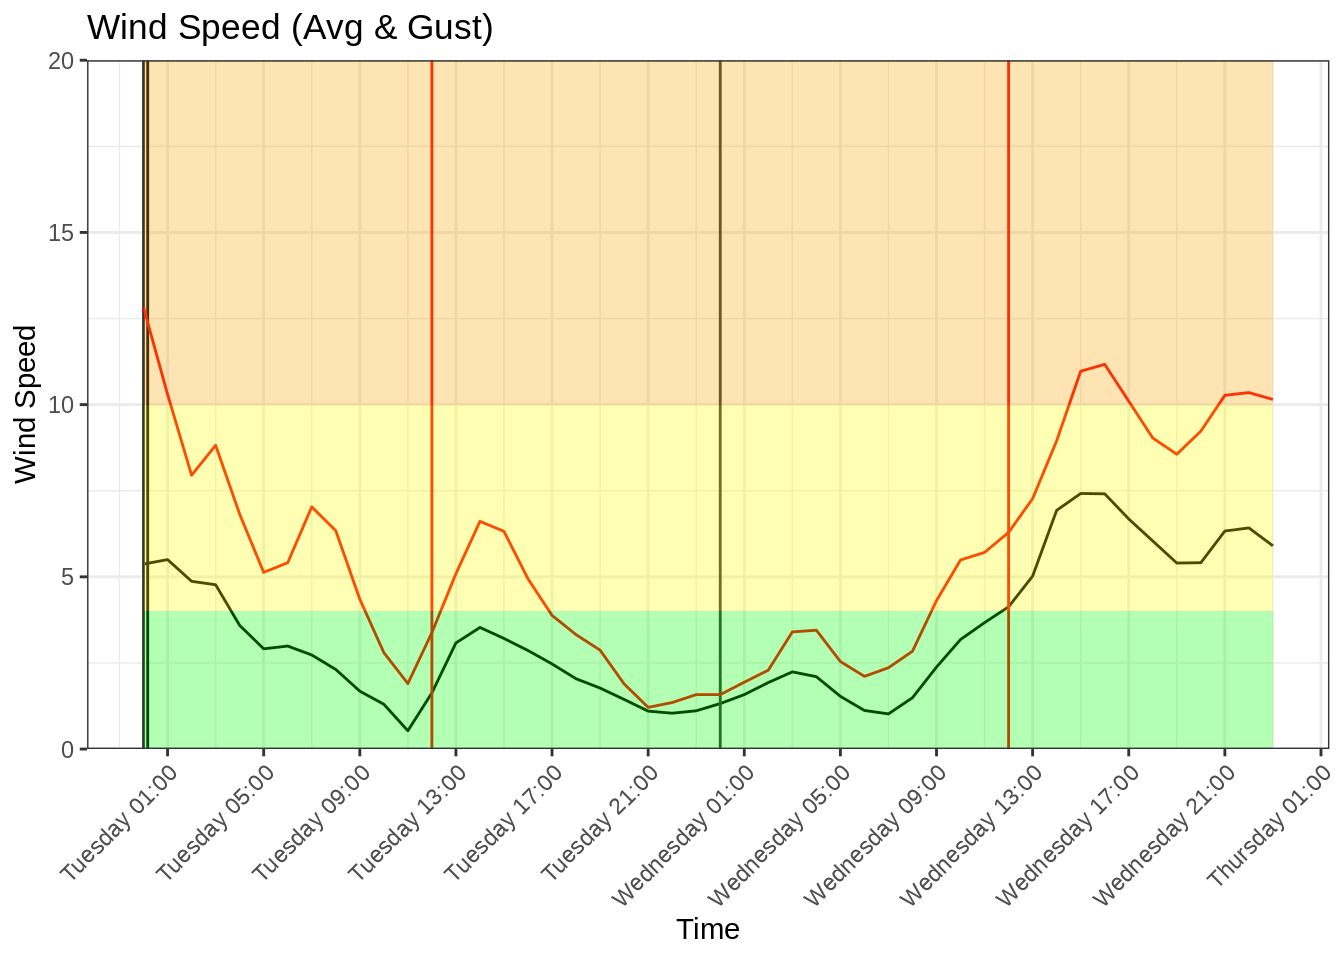 Wind Speed (Avg & Gust)
Wind Speed
20
15
10
5
0
Tuesday 01:00
Tuesday 05:00
Tuesday 09:00
Tuesday 13:00
Tuesday 17:00
Tuesday 21:00
Wednesday 01:00
Wednesday 05:00
Wednesday 09:00
Wednesday 13:00
Wednesday 17:00
Wednesday 21:00
Thursday 01:00
Time